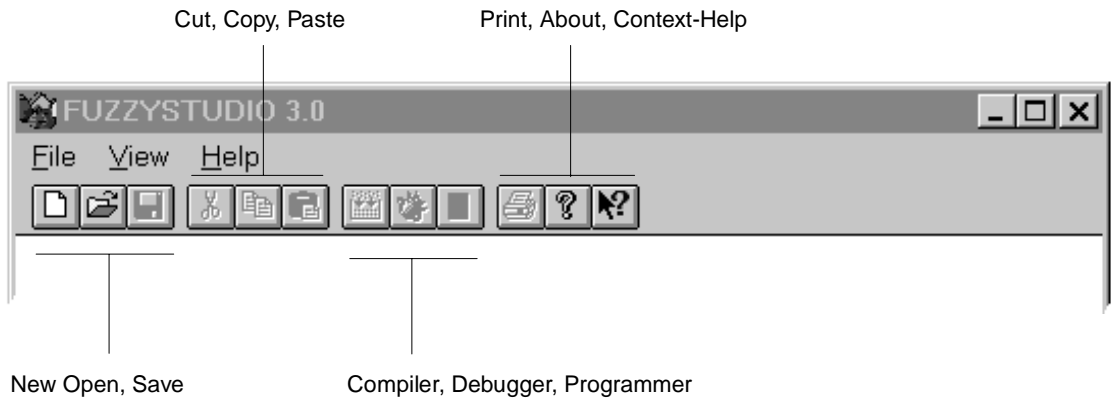 Cut, Copy, Paste
Print, About, Context-Help
FUZZYSTUDIO 3.0
File View Help
New Open, Save
Compiler, Debugger, Programmer